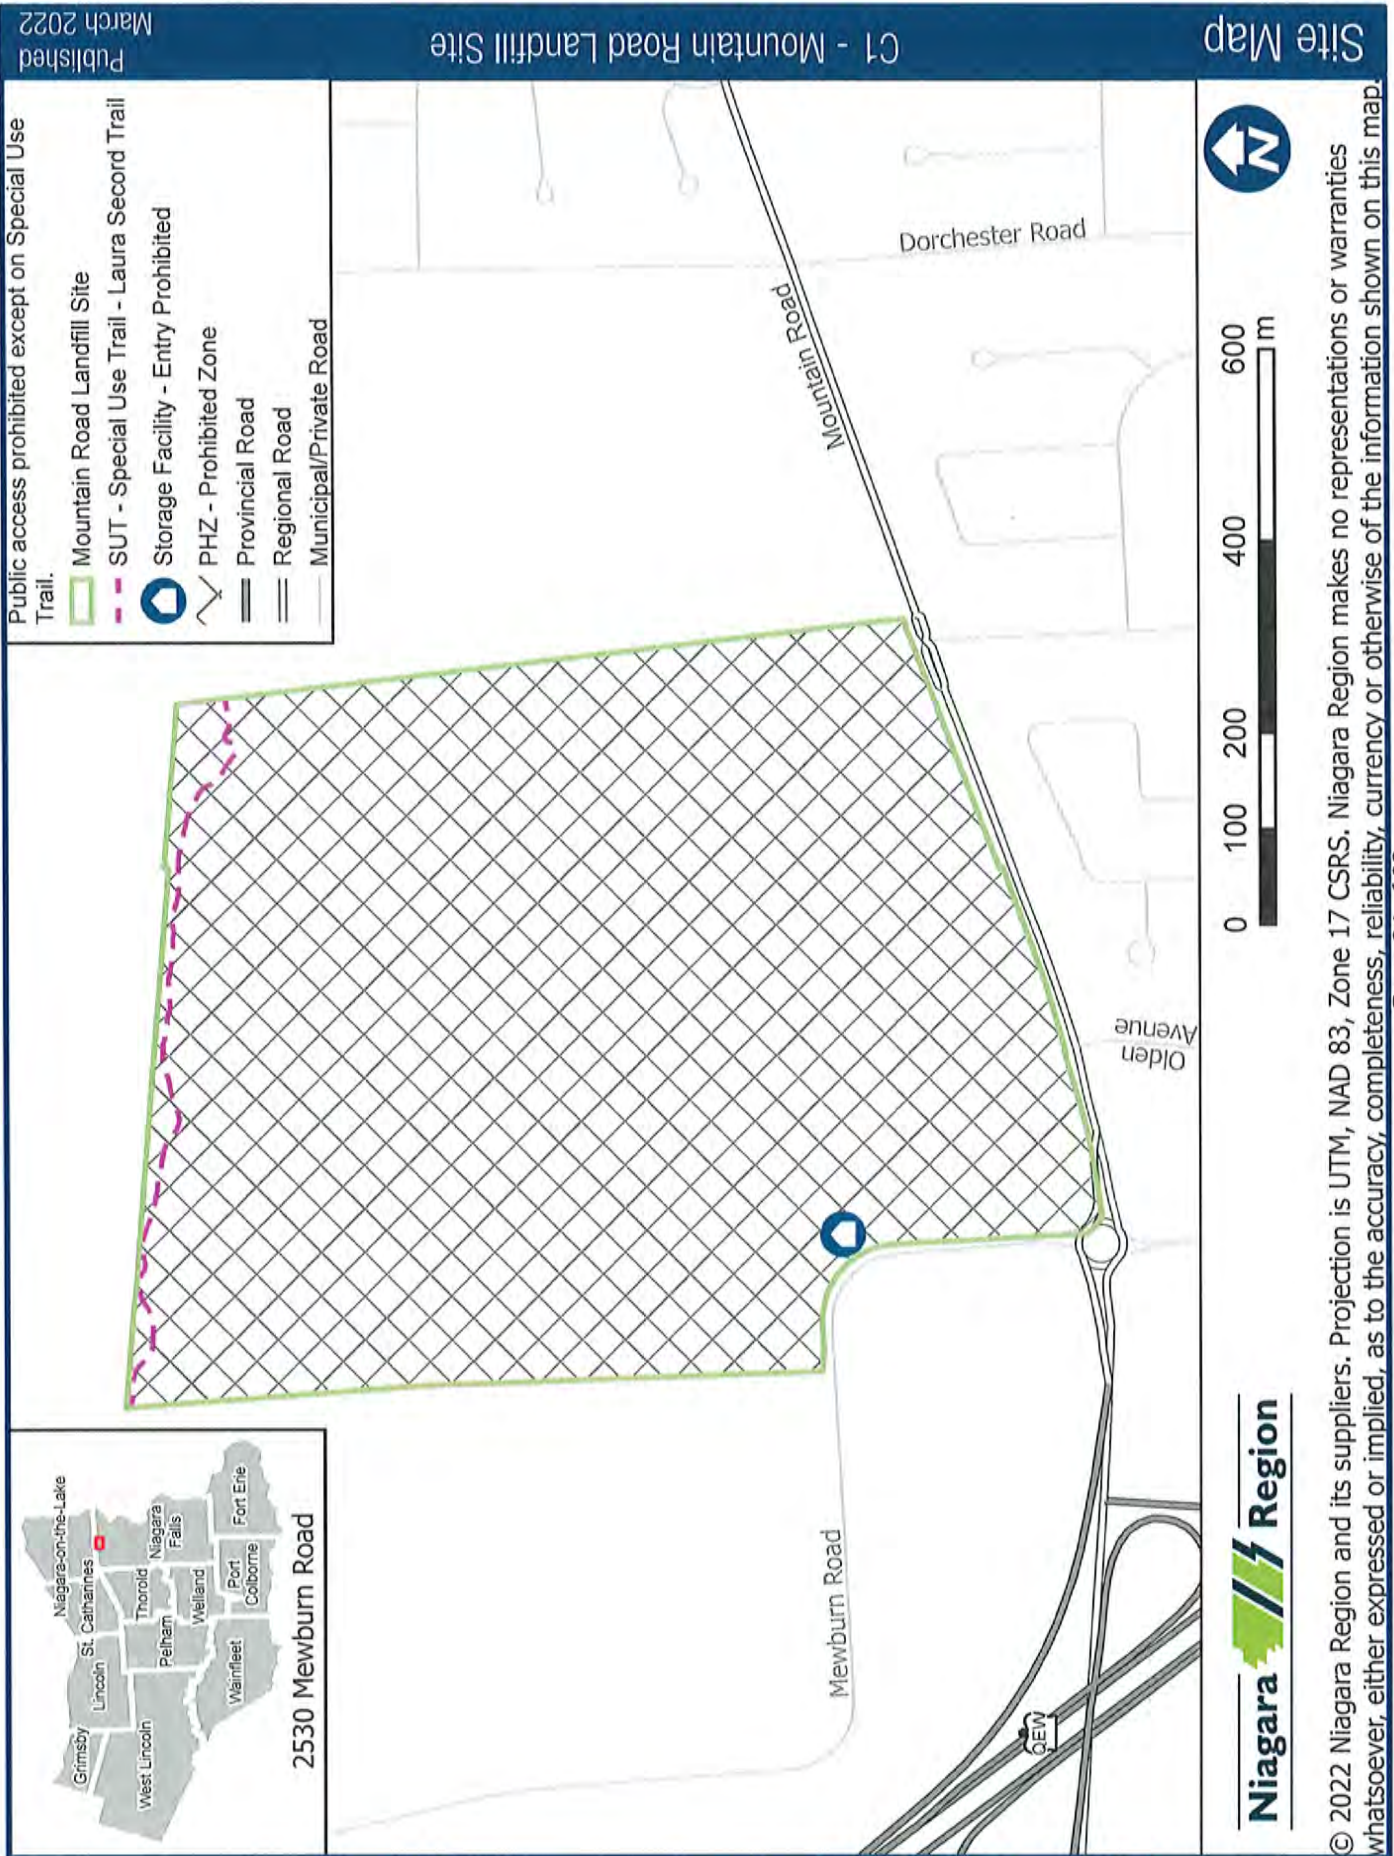 Site Map
C1 - Mountain Road Landfill Site
Published
March 2022
Public access prohibited except on Special Use
Trail.
Mountain Road Landfill Site
SUT - Special Use Trail - Laura Second Trail
Storage Facility - Entry Prohibited
PHZ - Prohibited Zone
Provincial Road
Regional Road
Municipal/Private Road
Grimsby
Lincoln
St. Catharines
Niagara-on-the-Lake
West Lincoln
Pelham
Thorold
Niagara
Falls
Welland
Wainfleet
Port
Colborne
Fort Erie
2530 Mewburn Road
Mewburn Road
QEW
Mountain Road
Dorchester Road
Olden
Avenue
Niagara Region
0 100 200 400 600
m
N
© 2022 Niagara Region and its suppliers. Projection is UTM, NAD 83, Zone 17 CSRS. Niagara Region makes no representations or warranties
whatsoever, either expressed or implied, as to the accuracy, completeness, reliability, currency or otherwise of the information shown on this map.